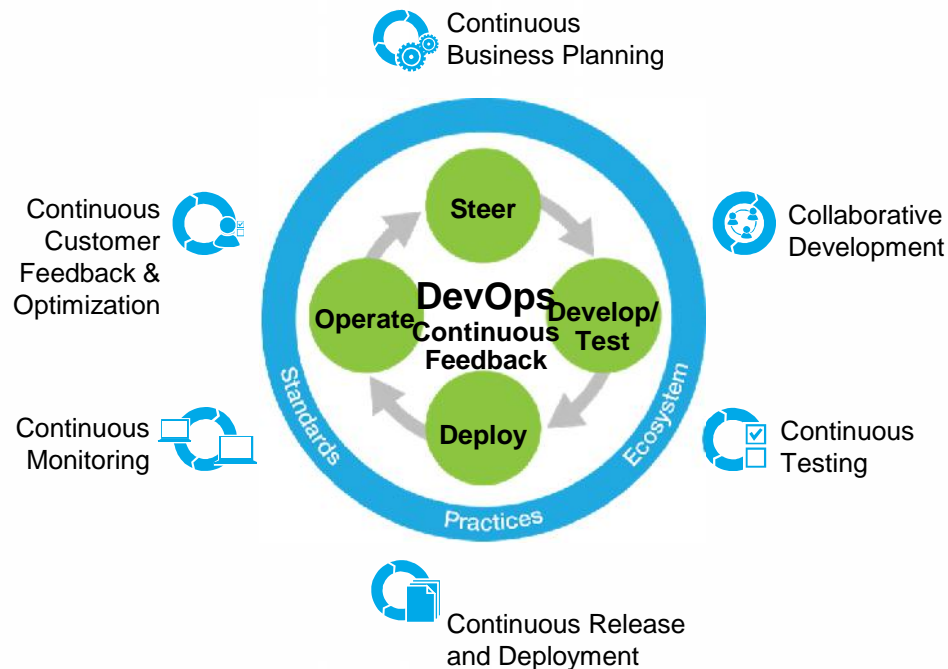 Continuous
Business Planning
Continuous
Customer
Feedback &
Optimization
Steer
Collaborative
Development
Operate
DevOps
Continuous
Feedback
Develop/
Test
Deploy
Continuous
Monitoring
Standards
Practices
Ecosystem
Continuous
Testing
Continuous Release
and Deployment